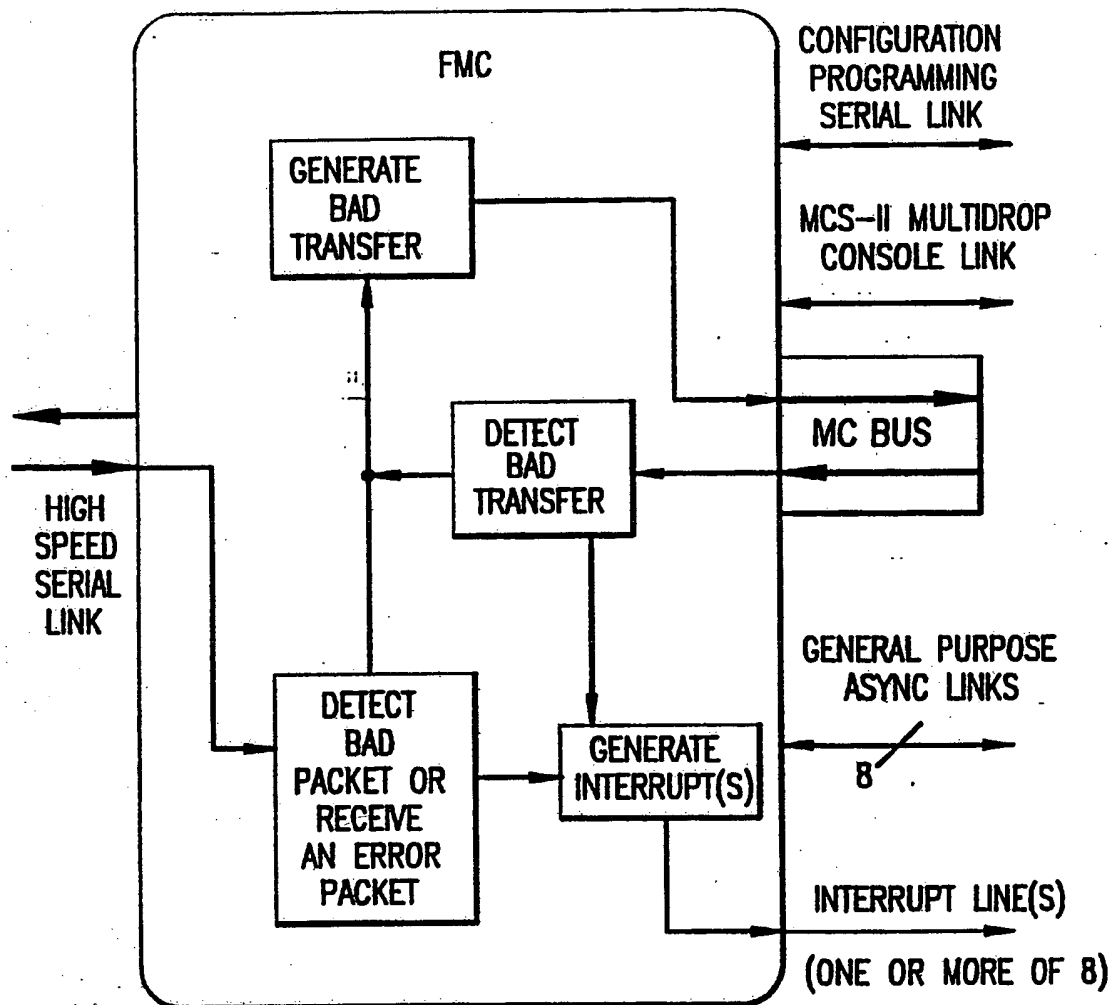 FMC
CONFIGURATION
PROGRAMMING
SERIAL LINK
GENERATE
BAD
TRANSFER
MCS-II MULTIDROP
CONSOLE LINK
DETECT
BAD
TRANSFER
MC BUS
HIGH
SPEED
SERIAL
LINK
GENERAL PURPOSE
ASYNC LINKS
8
DETECT
BAD
PACKET OR
RECEIVE
AN ERROR
PACKET
GENERATE
INTERRUPT(S)
INTERRUPT LINE(S)
(ONE OR MORE OF 8)